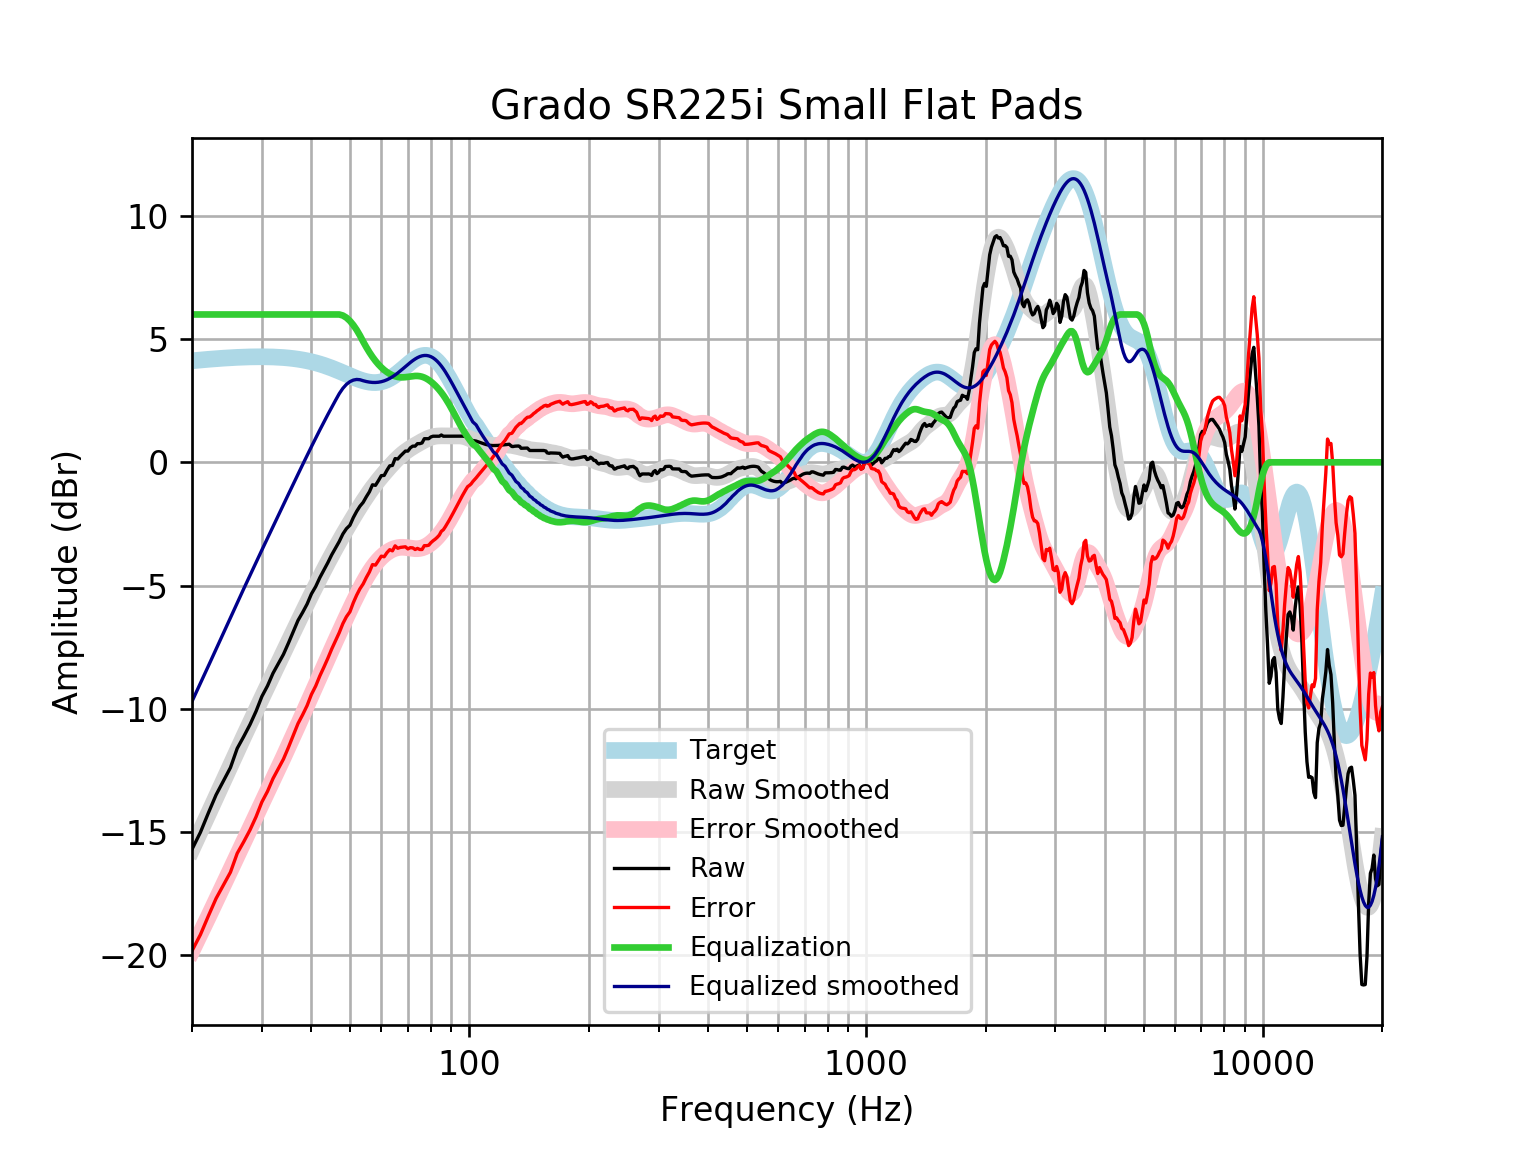 Grado SR225i Small Flat Pads
Amplitude (dBr)
10
5
0
−5
−10
−15
−20
Target
Raw Smoothed
Error Smoothed
Raw
Error
Equalization
Equalized smoothed
100
1000
10000
Frequency (Hz)